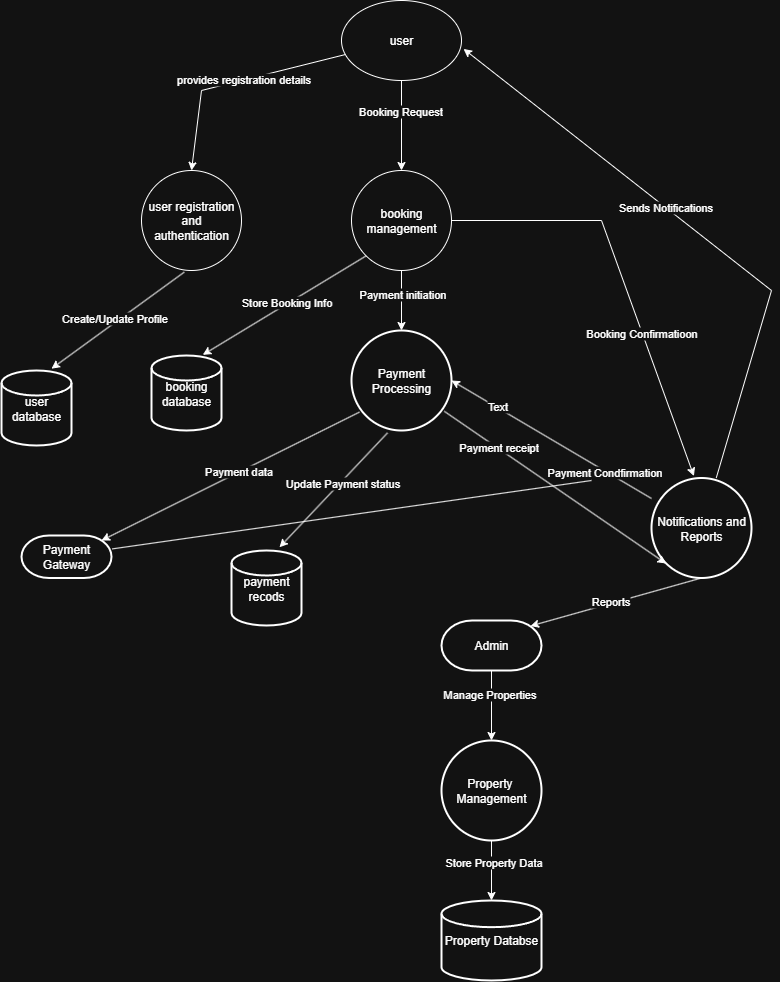 user
provides registration details
Booking Request
user registration
and
authentication
booking
management
Sends Notifications
Payment initiation
Store Booking Info
Create/Update Profile
Booking Confirmatioon
Payment
Processing
booking
database
user
database
Text
Payment receipt
Payment data
Payment Condfirmation
Update Payment status
Notifications and
Reports
Payment
Gateway
payment
recods
Reports
Admin
Manage Properties
Property
Management
Store Property Data
Property Databse